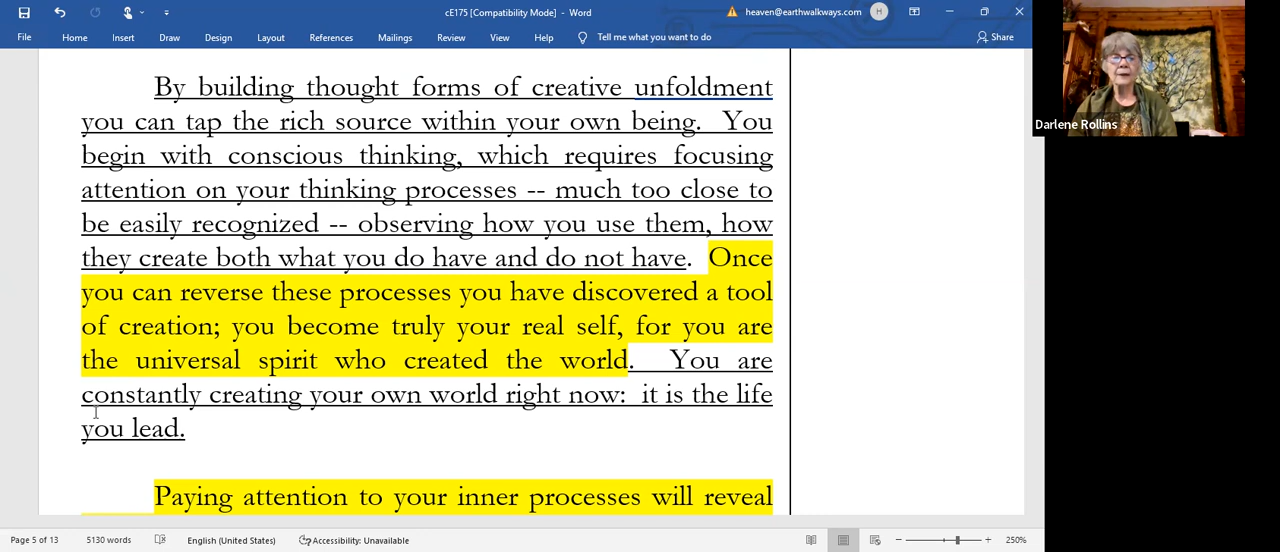 cE175 [Compatibility Mode] - Word
heaven@earthwalkways.com
H
File Home Insert Draw Design Layout References Mailings Review View Help Tell me what you want to do Share
By building thought forms of creative unfoldment
you can tap the rich source within your own being. You
begin with conscious thinking, which requires focusing
attention on your thinking processes -- much too close to
be easily recognized -- observing how you use them, how
they create both what you do have and do not have. Once
you can reverse these processes you have discovered a tool
of creation; you become truly your real self, for you are
the universal spirit who created the world. You are
constantly creating your own world right now: it is the life
you lead.
Paying attention to your inner processes will reveal
Darlene Rollins
Page 5 of 13 5130 words English (United States) Accessibility: Unavailable 250%